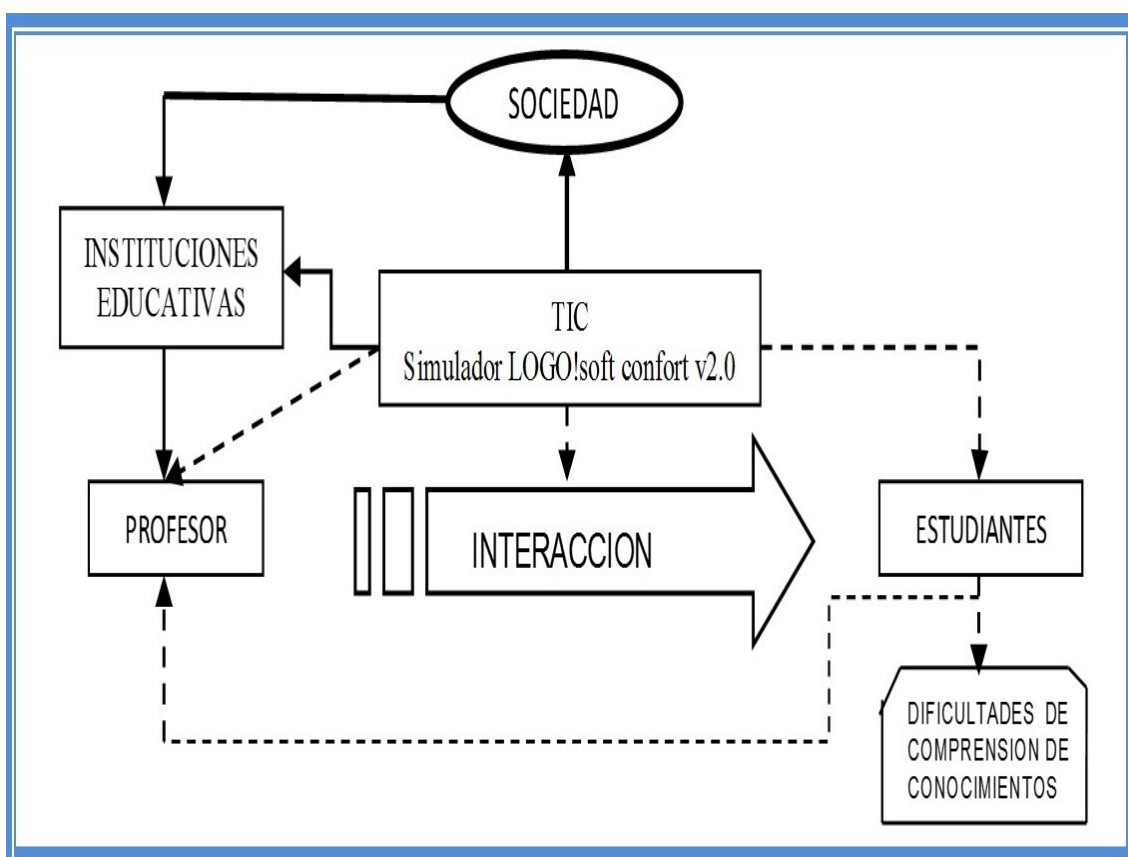 SOCIEDAD
INSTITUCIONES
EDUCATIVAS
TIC
Simulador LOGO!soft confort v2.0
PROFESOR
INTERACCION
ESTUDIANTES
DIFICULTADES DE
COMPRENSION DE
CONOCIMIENTOS